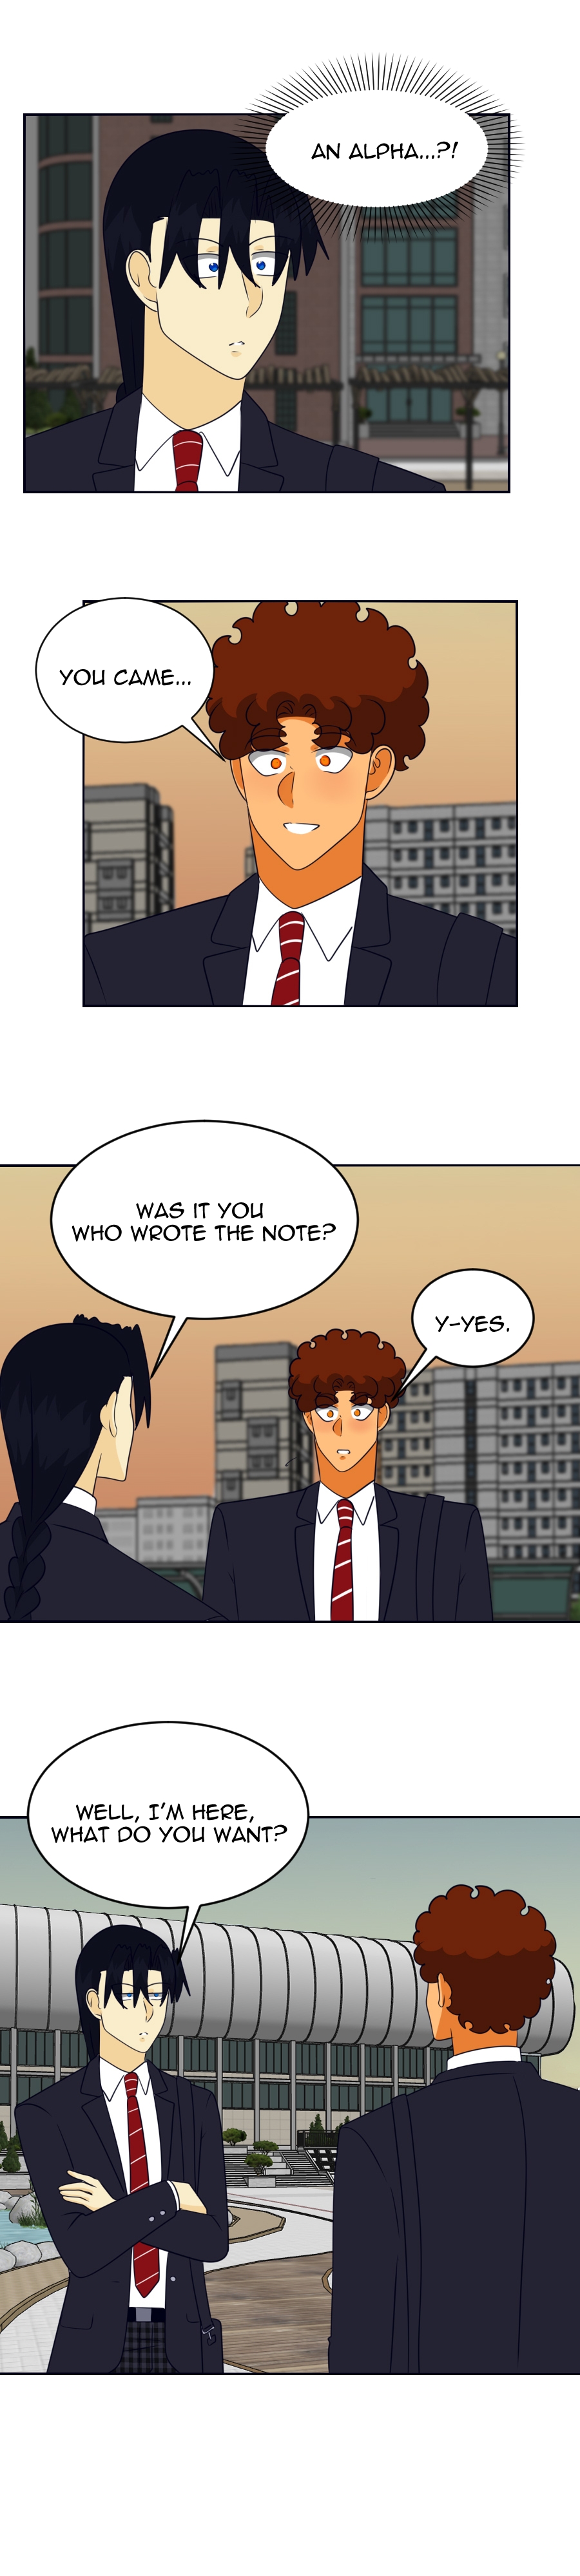 AN ALPHA...?!
YOU CAME...
WAS IT YOU
WHO WROTE THE NOTE?
Y-YES.
WELL, I'M HERE,
WHAT DO YOU WANT?